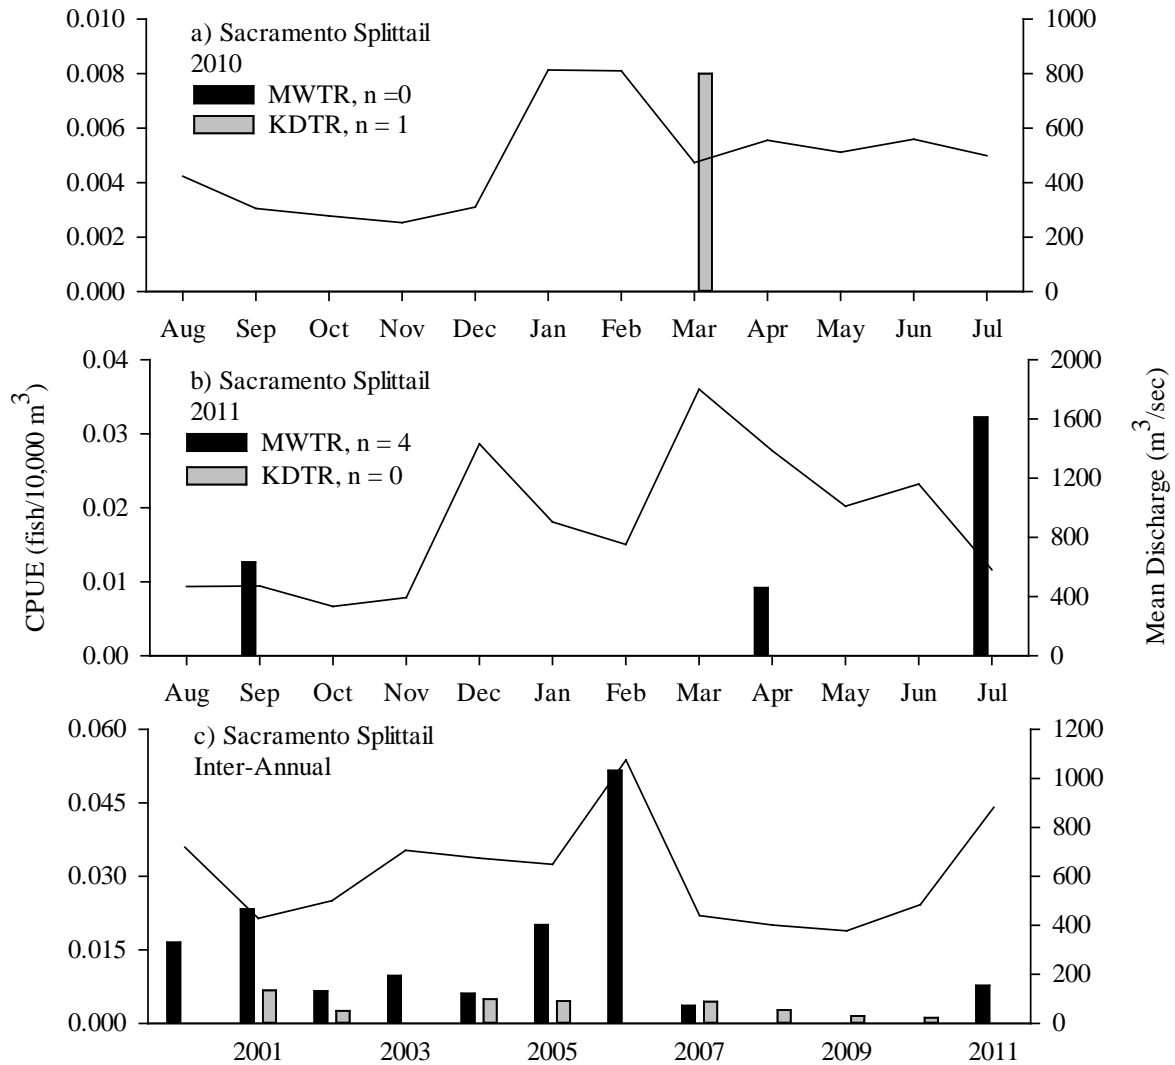 0.010
0.008
0.006
0.004
0.002
0.000
a) Sacramento Splittail
2010
MWTR, n =0
KDTR, n = 1
1000
800
600
400
200
0
Aug Sep Oct Nov Dec Jan Feb Mar Apr May Jun Jul
CPUE (fish/10,000 m³)
0.04
0.03
0.02
0.01
0.00
b) Sacramento Splittail
2011
MWTR, n = 4
KDTR, n = 0
2000
1600
1200
800
400
0
Mean Discharge (m³/sec)
Aug Sep Oct Nov Dec Jan Feb Mar Apr May Jun Jul
0.060
0.045
0.030
0.015
0.000
c) Sacramento Splittail
Inter-Annual
1200
1000
800
600
400
200
0
2001 2003 2005 2007 2009 2011